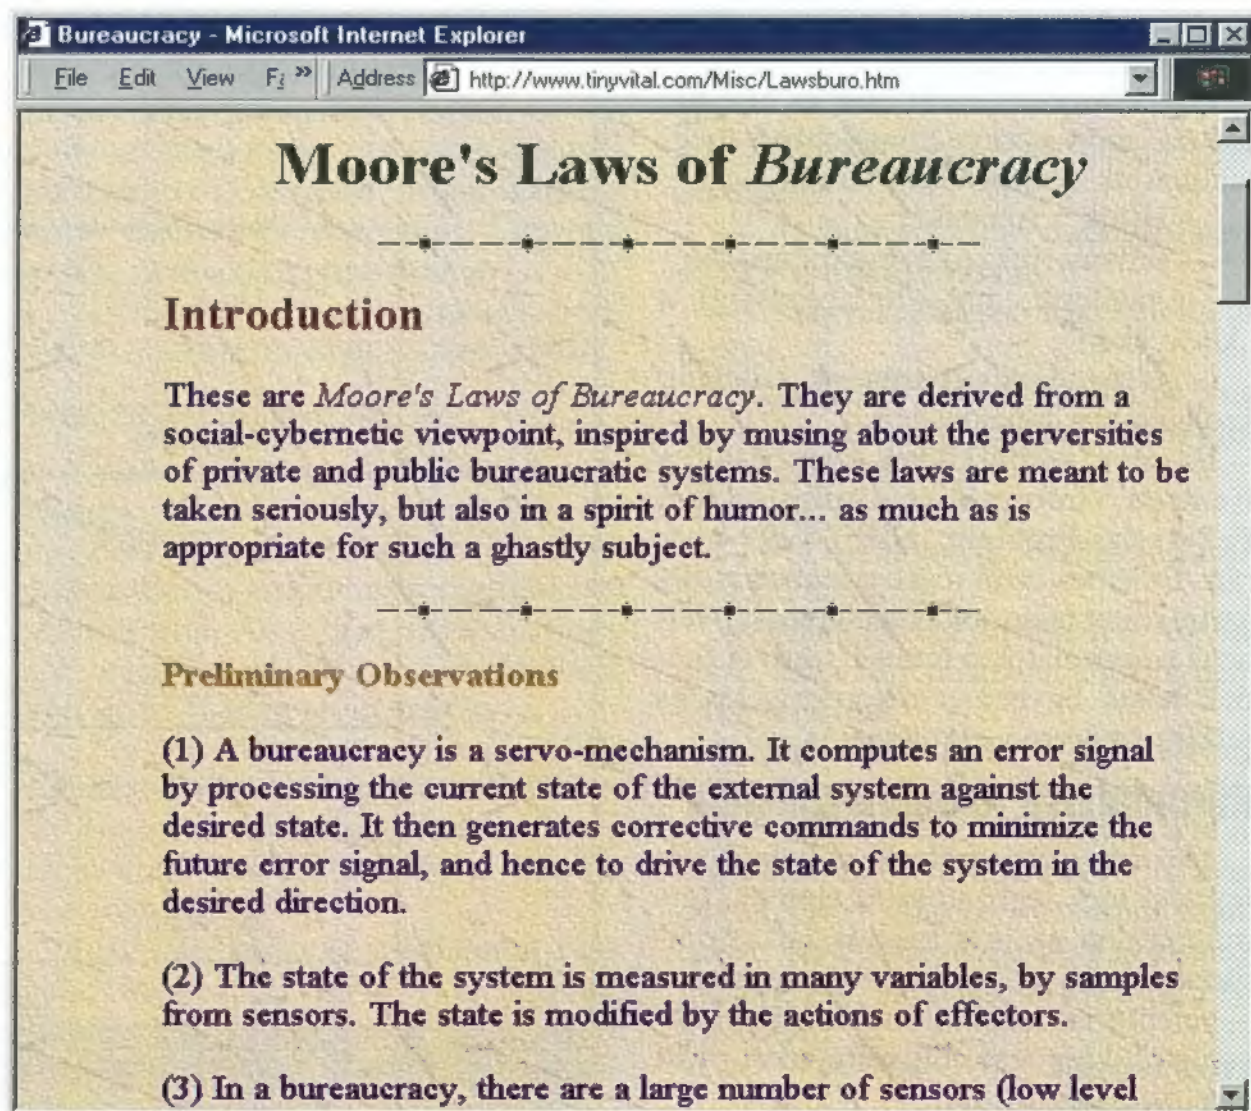 Bureaucracy - Microsoft Internet Explorer
File Edit View Fa » Address http://www.tinyvital.com/Misc/Lawsburo.htm
Moore's Laws of Bureaucracy
Introduction
These are Moore's Laws of Bureaucracy. They are derived from a
social-cybernetic viewpoint, inspired by musing about the perversities
of private and public bureaucratic systems. These laws are meant to be
taken seriously, but also in a spirit of humor... as much as is
appropriate for such a ghastly subject.
Preliminary Observations
(1) A bureaucracy is a servo-mechanism. It computes an error signal
by processing the current state of the external system against the
desired state. It then generates corrective commands to minimize the
future error signal, and hence to drive the state of the system in the
desired direction.
(2) The state of the system is measured in many variables, by samples
from sensors. The state is modified by the actions of effectors.
(3) In a bureaucracy, there are a large number of sensors (low level